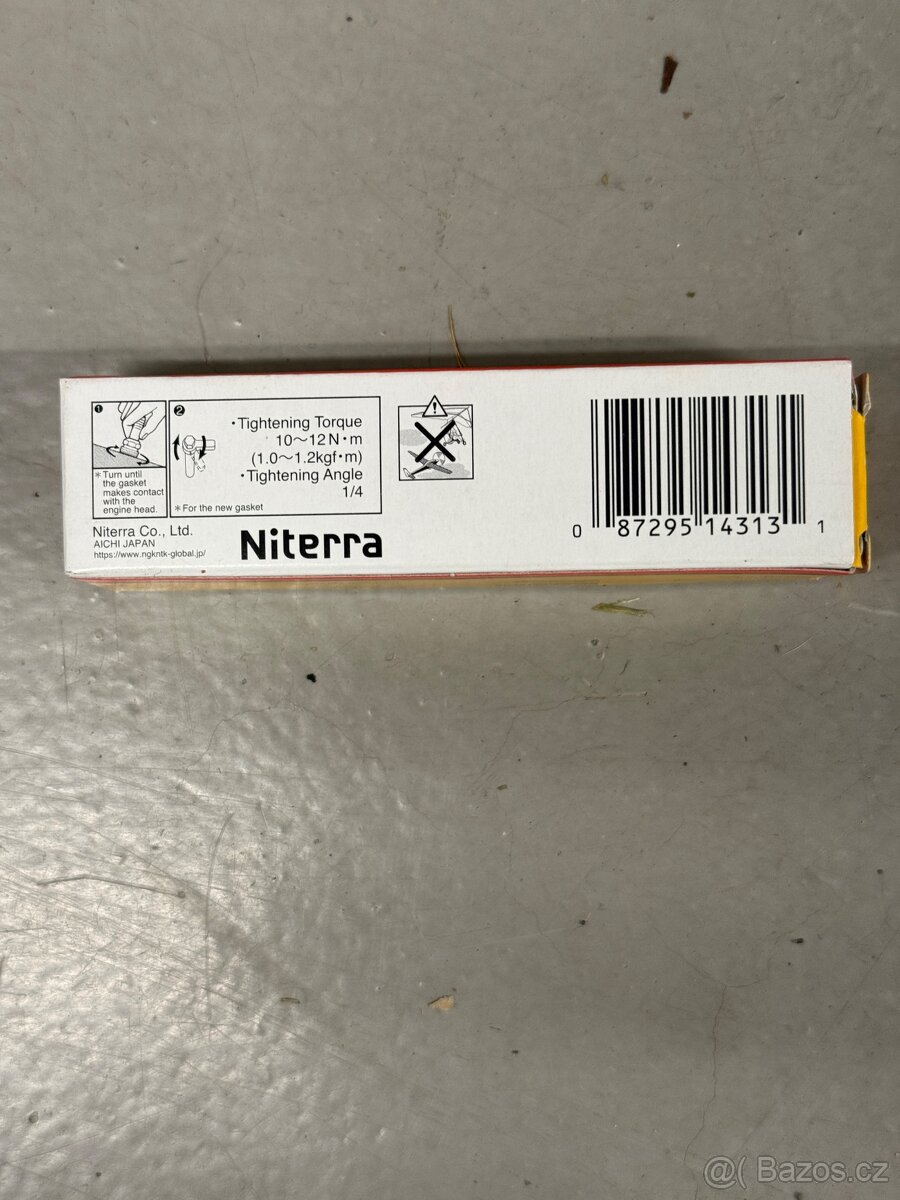 1
* Turn until
the gasket
makes contact
with the
engine head.
2
・Tightening Torque
10～12N・m
(1.0～1.2kgf・m)
・Tightening Angle
1/4
* For the new gasket
Niterra Co., Ltd.
AICHI JAPAN
https://www.ngkntk-global.jp/
Niterra
0 87295 14313 1
@( Bazos.cz